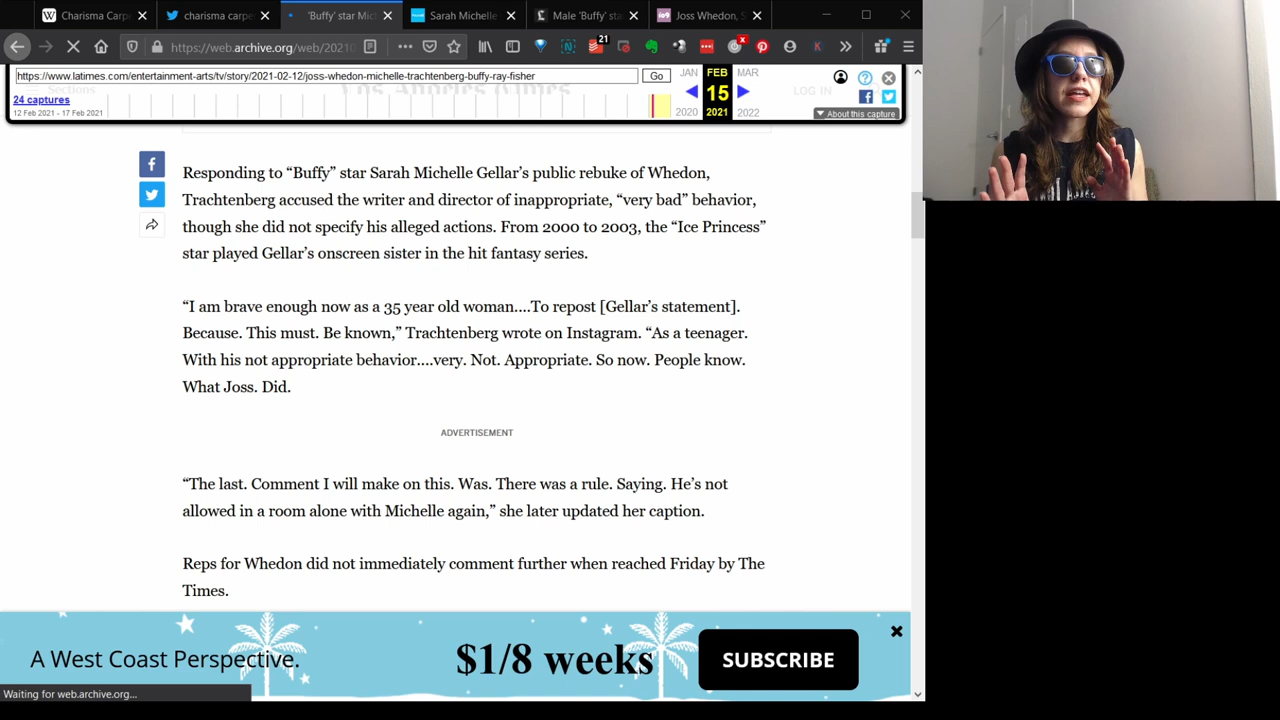 Charisma Carpe
charisma carpe
'Buffy' star Mic
Sarah Michelle
Male 'Buffy' sta
Joss Whedon, S
https://web.archive.org/web/20210
21
https://www.latimes.com/entertainment-arts/tv/story/2021-02-12/joss-whedon-michelle-trachtenberg-buffy-ray-fisher
Go
JAN
FEB
MAR
24 captures
15
12 Feb 2021 - 17 Feb 2021
2020
2021
2022
About this capture
Sections
Los Angeles Times
LOG IN
Responding to “Buffy” star Sarah Michelle Gellar’s public rebuke of Whedon,
Trachtenberg accused the writer and director of inappropriate, “very bad” behavior,
though she did not specify his alleged actions. From 2000 to 2003, the “Ice Princess”
star played Gellar’s onscreen sister in the hit fantasy series.
“I am brave enough now as a 35 year old woman....To repost [Gellar’s statement].
Because. This must. Be known,” Trachtenberg wrote on Instagram. “As a teenager.
With his not appropriate behavior....very. Not. Appropriate. So now. People know.
What Joss. Did.
ADVERTISEMENT
“The last. Comment I will make on this. Was. There was a rule. Saying. He’s not
allowed in a room alone with Michelle again,” she later updated her caption.
Reps for Whedon did not immediately comment further when reached Friday by The
Times.
A West Coast Perspective.
$1/8 weeks
SUBSCRIBE
Waiting for web.archive.org...